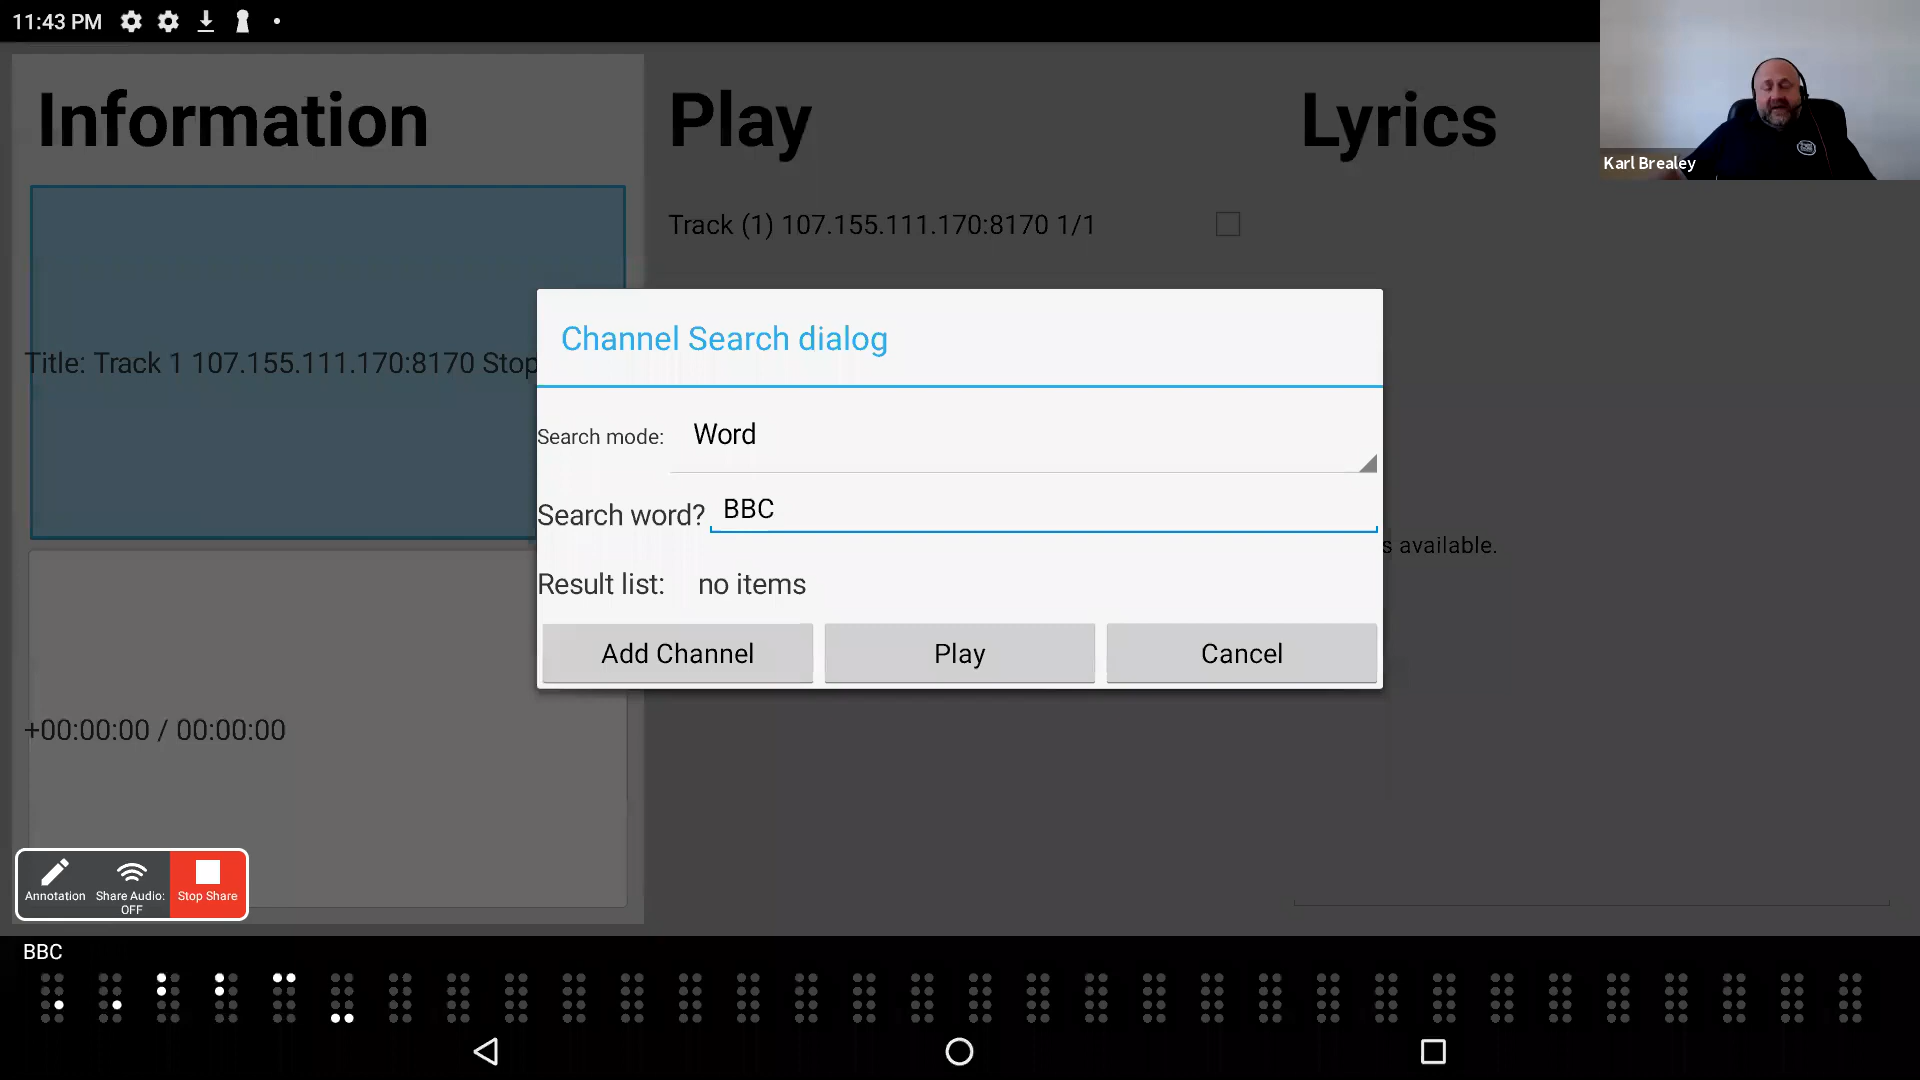 11:43 PM
Information
Play
Lyrics
Karl Brealey
Track (1) 107.155.111.170:8170 1/1
Channel Search dialog
Title: Track 1 107.155.111.170:8170 Stop
Search mode: Word
Search word? BBC
s available.
Result list: no items
Add Channel Play Cancel
+00:00:00 / 00:00:00
Annotation Share Audio: OFF Stop Share
BBC